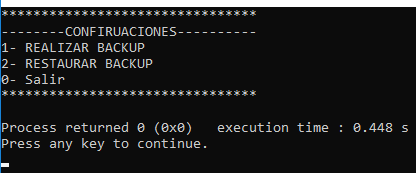 ********************************
--------CONFIRUACIONES----------
1- REALIZAR BACKUP
2- RESTAURAR BACKUP
0- Salir
********************************
Process returned 0 (0x0)   execution time : 0.448 s
Press any key to continue.